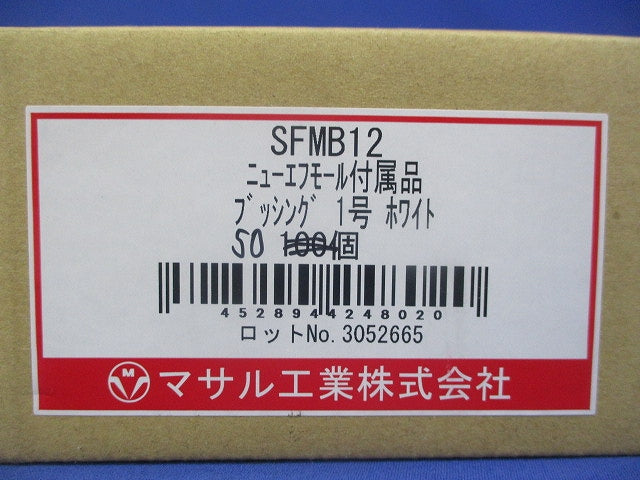 SFMB12
ニューエフモール付属品
ブッシング 1号 ホワイト
50 100個
4528944248020
ロットNo.3052665
M マサル工業株式会社